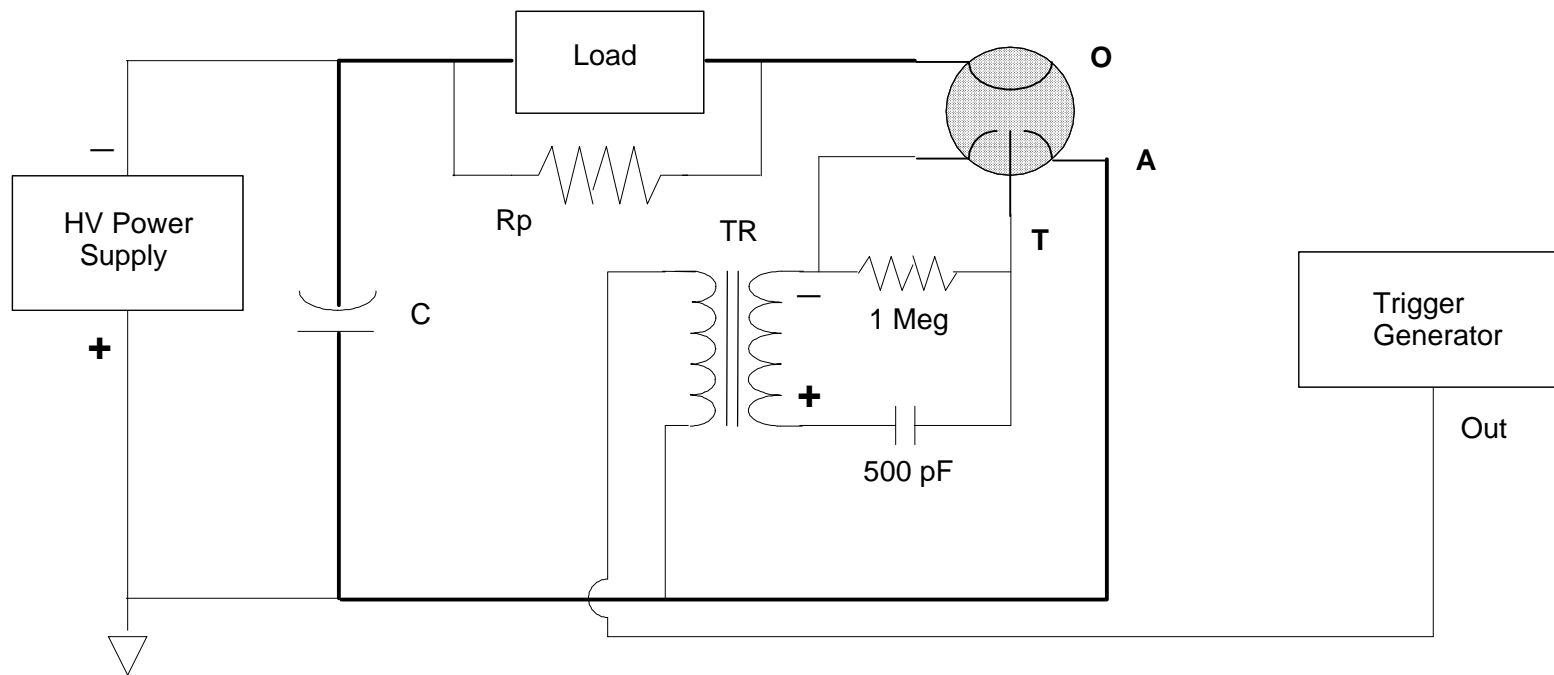 Load
O
–
A
HV Power
Supply
Rp
TR
T
–
Trigger
Generator
C
1 Meg
+
+
Out
500 pF